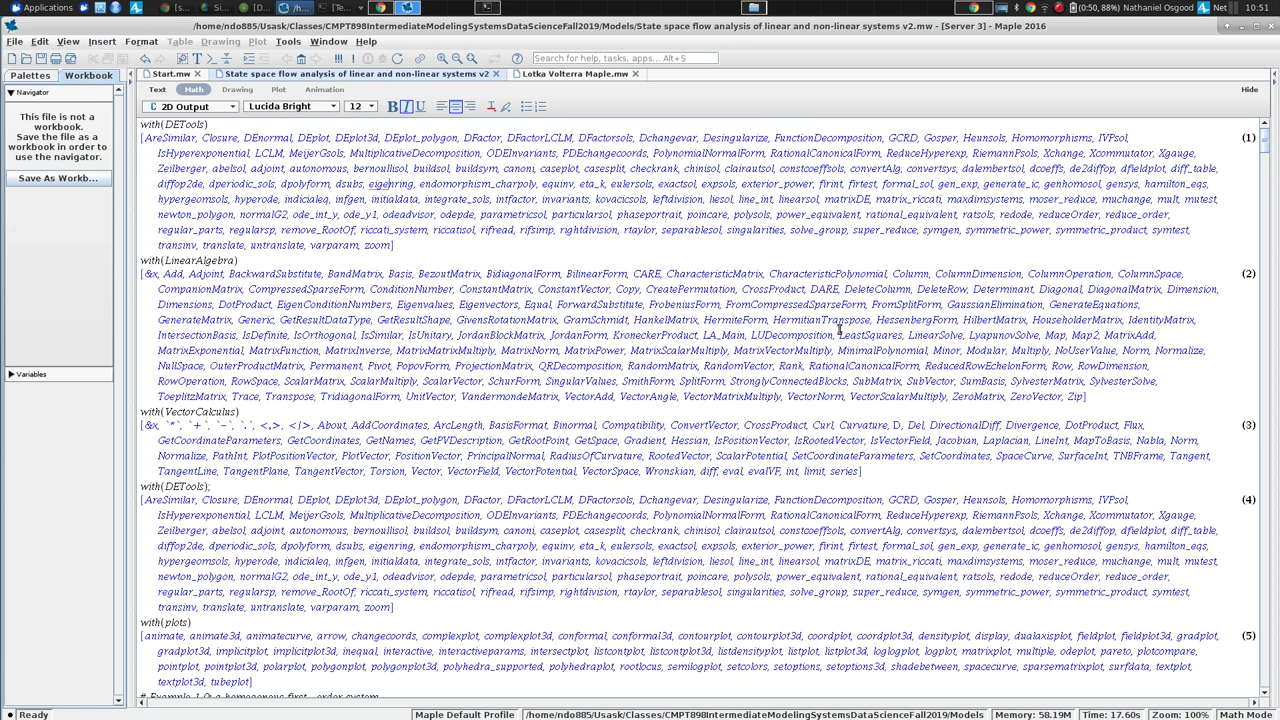 (0:50, 88%) Nathaniel Osgood Net 10:51
/home/ndo885/Usask/Classes/CMPT898IntermediateModelingSystemsDataScienceFall2019/Models/State space flow analysis of linear and non-linear systems v2.mw - [Server 3] - Maple 2016
File Edit View Insert Format Table Drawing Plot Tools Window Help
Search for help, tasks, apps... Alt+S
Palettes Workbook Start.mw State space flow analysis of linear and non-linear systems v2 Lotka Volterra Maple.mw
Navigator
This file is not a
workbook.
Save the file as a
workbook in order to
use the navigator.
Save As Workb...
Variables
Text Math Drawing Plot Animation Hide
C 2D Output Lucida Bright 12 B I U
with(DETools)
[AreSimilar, Closure, DEnormal, DEplot, DEplot3d, DEplot_polygon, DFactor, DFactorLCLM, DFactorsols, Dchangevar, Desingularize, FunctionDecomposition, GCRD, Gosper, Heunsols, Homomorphisms, IVPsol, (1)
IsHyperexponential, LCLM, MeijerGsols, MultiplicativeDecomposition, ODEInvariants, PDEchangecoords, PolynomialNormalForm, RationalCanonicalForm, ReduceHyperexp, RiemannPsols, Xchange, Xcommutator, Xgauge,
Zeilberger, abelsol, adjoint, autonomous, bernoullisol, buildsol, buildsym, canoni, caseplot, casesplit, checkrank, chinisol, clairautsol, constcoeffsols, convertAlg, convertsys, dalembertsol, dcoeffs, de2diffop, dfieldplot, diff_table,
diffop2de, dperiodic_sols, dpolyform, dsubs, eigenring, endomorphism_charpoly, equinv, eta_k, eulersols, exactsol, expsols, exterior_power, firint, firtest, formal_sol, gen_exp, generate_ic, genhomosol, gensys, hamilton_eqs,
hypergeomsols, hyperode, indicialeq, infgen, initialdata, integrate_sols, intfactor, invariants, kovacicsols, leftdivision, liesol, line_int, linearsol, matrixDE, matrix_riccati, maxdimsystems, moser_reduce, muchange, mult, mutest,
newton_polygon, normalG2, ode_int_y, ode_y1, odeadvisor, odepde, parametricsol, particularsol, phaseportrait, poincare, polysols, power_equivalent, rational_equivalent, ratsols, redode, reduceOrder, reduce_order,
regular_parts, regularsp, remove_RootOf, riccati_system, riccatisol, rifread, rifsimp, rightdivision, rtaylor, separablesol, singularities, solve_group, super_reduce, symgen, symmetric_power, symmetric_product, symtest,
transinv, translate, untranslate, varparam, zoom]
with(LinearAlgebra)
[&x, Add, Adjoint, BackwardSubstitute, BandMatrix, Basis, BezoutMatrix, BidiagonalForm, BilinearForm, CARE, CharacteristicMatrix, CharacteristicPolynomial, Column, ColumnDimension, ColumnOperation, ColumnSpace, (2)
CompanionMatrix, CompressedSparseForm, ConditionNumber, ConstantMatrix, ConstantVector, Copy, CreatePermutation, CrossProduct, DARE, DeleteColumn, DeleteRow, Determinant, Diagonal, DiagonalMatrix, Dimension,
Dimensions, DotProduct, EigenConditionNumbers, Eigenvalues, Eigenvectors, Equal, ForwardSubstitute, FrobeniusForm, FromCompressedSparseForm, FromSplitForm, GaussianElimination, GenerateEquations,
GenerateMatrix, Generic, GetResultDataType, GetResultShape, GivensRotationMatrix, GramSchmidt, HankelMatrix, HermiteForm, HermitianTranspose, HessenbergForm, HilbertMatrix, HouseholderMatrix, IdentityMatrix,
IntersectionBasis, IsDefinite, IsOrthogonal, IsSimilar, IsUnitary, JordanBlockMatrix, JordanForm, KroneckerProduct, LA_Main, LUDecomposition, LeastSquares, LinearSolve, LyapunovSolve, Map, Map2, MatrixAdd,
MatrixExponential, MatrixFunction, MatrixInverse, MatrixMatrixMultiply, MatrixNorm, MatrixPower, MatrixScalarMultiply, MatrixVectorMultiply, MinimalPolynomial, Minor, Modular, Multiply, NoUserValue, Norm, Normalize,
NullSpace, OuterProductMatrix, Permanent, Pivot, PopovForm, ProjectionMatrix, QRDecomposition, RandomMatrix, RandomVector, Rank, RationalCanonicalForm, ReducedRowEchelonForm, Row, RowDimension,
RowOperation, RowSpace, ScalarMatrix, ScalarMultiply, ScalarVector, SchurForm, SingularValues, SmithForm, SplitForm, StronglyConnectedBlocks, SubMatrix, SubVector, SumBasis, SylvesterMatrix, SylvesterSolve,
ToeplitzMatrix, Trace, Transpose, TridiagonalForm, UnitVector, VandermondeMatrix, VectorAdd, VectorAngle, VectorMatrixMultiply, VectorNorm, VectorScalarMultiply, ZeroMatrix, ZeroVector, Zip]
with(VectorCalculus)
[&x, `*`, `+`, `-`, `.`, <,>, <|>, About, AddCoordinates, ArcLength, BasisFormat, Binormal, Compatibility, ConvertVector, CrossProduct, Curl, Curvature, D, Del, DirectionalDiff, Divergence, DotProduct, Flux, (3)
GetCoordinateParameters, GetCoordinates, GetNames, GetPVDescription, GetRootPoint, GetSpace, Gradient, Hessian, IsPositionVector, IsRootedVector, IsVectorField, Jacobian, Laplacian, LineInt, MapToBasis, Nabla, Norm,
Normalize, PathInt, PlotPositionVector, PlotVector, PositionVector, PrincipalNormal, RadiusOfCurvature, RootedVector, ScalarPotential, SetCoordinateParameters, SetCoordinates, SpaceCurve, SurfaceInt, TNBFrame, Tangent,
TangentLine, TangentPlane, TangentVector, Torsion, Vector, VectorField, VectorPotential, VectorSpace, Wronskian, diff, eval, evalVF, int, limit, series]
with(DETools);
[AreSimilar, Closure, DEnormal, DEplot, DEplot3d, DEplot_polygon, DFactor, DFactorLCLM, DFactorsols, Dchangevar, Desingularize, FunctionDecomposition, GCRD, Gosper, Heunsols, Homomorphisms, IVPsol, (4)
IsHyperexponential, LCLM, MeijerGsols, MultiplicativeDecomposition, ODEInvariants, PDEchangecoords, PolynomialNormalForm, RationalCanonicalForm, ReduceHyperexp, RiemannPsols, Xchange, Xcommutator, Xgauge,
Zeilberger, abelsol, adjoint, autonomous, bernoullisol, buildsol, buildsym, canoni, caseplot, casesplit, checkrank, chinisol, clairautsol, constcoeffsols, convertAlg, convertsys, dalembertsol, dcoeffs, de2diffop, dfieldplot, diff_table,
diffop2de, dperiodic_sols, dpolyform, dsubs, eigenring, endomorphism_charpoly, equinv, eta_k, eulersols, exactsol, expsols, exterior_power, firint, firtest, formal_sol, gen_exp, generate_ic, genhomosol, gensys, hamilton_eqs,
hypergeomsols, hyperode, indicialeq, infgen, initialdata, integrate_sols, intfactor, invariants, kovacicsols, leftdivision, liesol, line_int, linearsol, matrixDE, matrix_riccati, maxdimsystems, moser_reduce, muchange, mult, mutest,
newton_polygon, normalG2, ode_int_y, ode_y1, odeadvisor, odepde, parametricsol, particularsol, phaseportrait, poincare, polysols, power_equivalent, rational_equivalent, ratsols, redode, reduceOrder, reduce_order,
regular_parts, regularsp, remove_RootOf, riccati_system, riccatisol, rifread, rifsimp, rightdivision, rtaylor, separablesol, singularities, solve_group, super_reduce, symgen, symmetric_power, symmetric_product, symtest,
transinv, translate, untranslate, varparam, zoom]
with(plots)
[animate, animate3d, animatecurve, arrow, changecoords, complexplot, complexplot3d, conformal, conformal3d, contourplot, contourplot3d, coordplot, coordplot3d, densityplot, display, dualaxisplot, fieldplot, fieldplot3d, (5)
gradplot3d, implicitplot, implicitplot3d, inequal, interactive, interactiveparams, intersectplot, listcontplot, listcontplot3d, listdensityplot, listplot, listplot3d, loglogplot, logplot, matrixplot, multiple, odeplot, pareto, plotcompare,
pointplot, pointplot3d, polarplot, polygonplot, polygonplot3d, polyhedra_supported, polyhedraplot, rootlocus, semilogplot, setcolors, setoptions, setoptions3d, shadebetween, spacecurve, sparsematrixplot, surfdata, textplot,
textplot3d, tubeplot]
Ready Maple Default Profile /home/ndo885/Usask/Classes/CMPT898IntermediateModelingSystemsDataScienceFall2019/Models Memory: 58.19M Time: 17.60s Zoom: 100% Math Mode